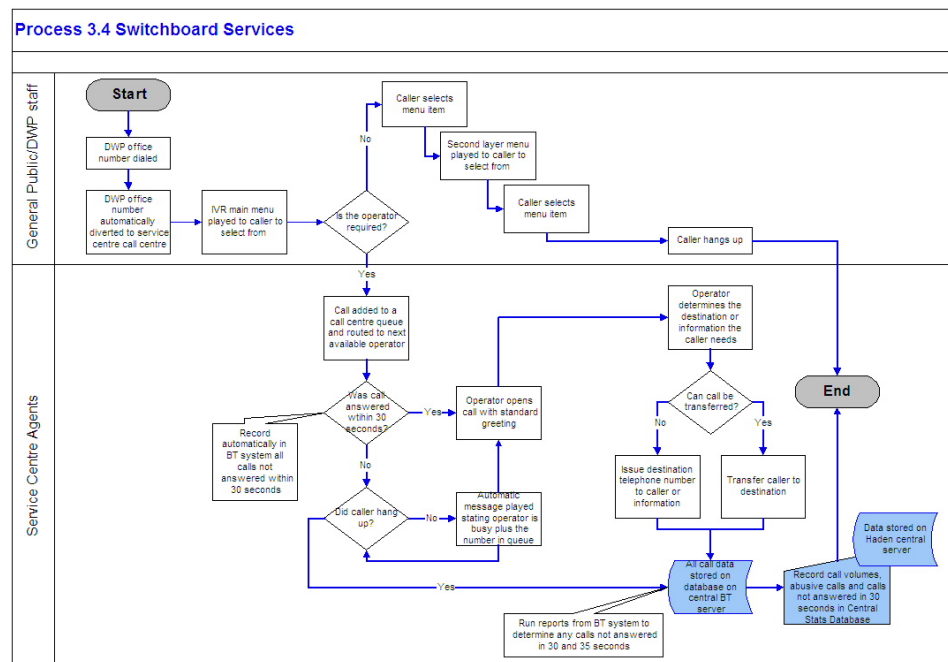 Process 3.4 Switchboard Services
General Public/DWP staff
Start
DWP office
number dialed
DWP office
number
automatically
diverted to service
centre call centre
IVR main menu
played to caller to
select from
Is the operator
required?
No
Caller selects
menu item
Second layer menu
played to caller to
select from
Caller selects
menu item
Caller hangs up
Yes
Service Centre Agents
Call added to a
call centre queue
and routed to next
available operator
Was call
answered
wtihin 30
seconds?
Yes
Record
automatically in
BT system all
calls not
answered within
30 seconds
No
Did caller hang
up?
No
Automatic
message played
stating operator is
busy plus the
number in queue
Yes
Operator opens
call with standard
greeting
Operator
determines the
destination or
information the
caller needs
Can call be
transferred?
No
Yes
Issue destination
telephone number
to caller or
information
Transfer caller to
destination
All call data
stored on
database on
central BT
server
Run reports from BT system to
determine any calls not answered
in 30 and 35 seconds
Record call volumes,
abusive calls and calls
not answered in 30
seconds in Central
Stats Database
Data stored on
Haden central
server
End